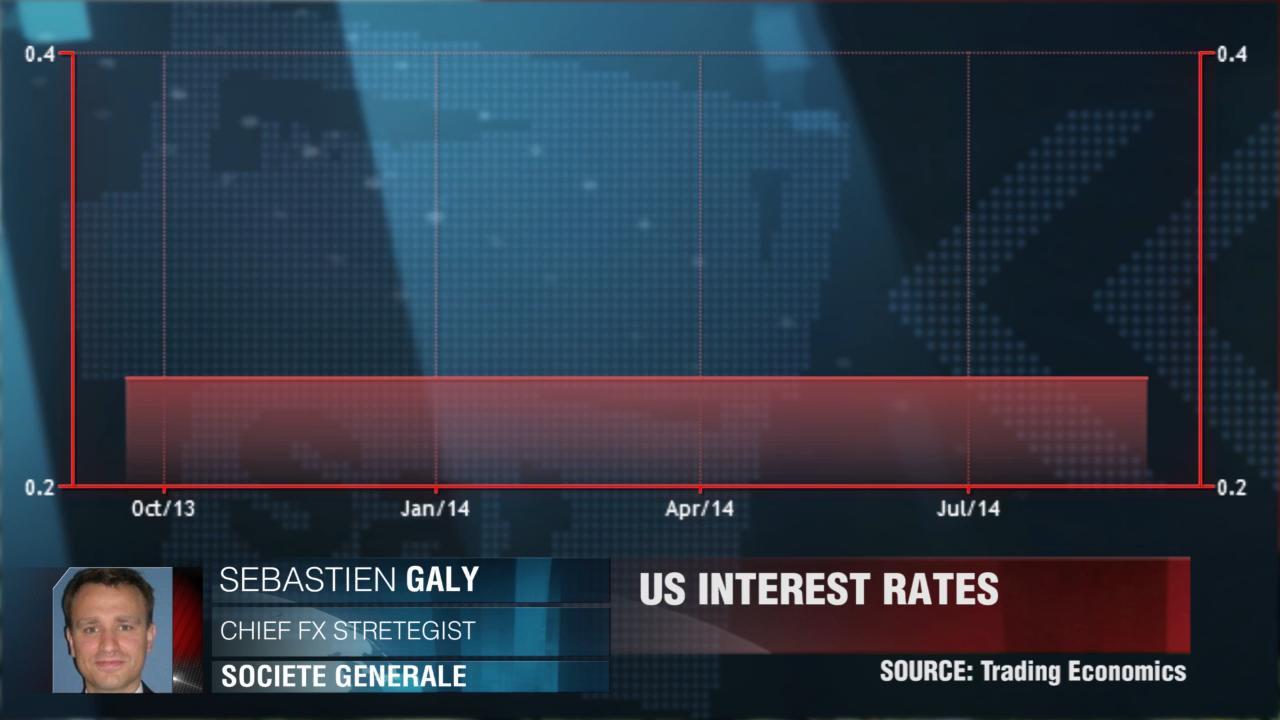 0.4 0.4
0.2 0.2
Oct/13 Jan/14 Apr/14 Jul/14
SEBASTIEN GALY
CHIEF FX STRETEGIST
SOCIETE GENERALE
US INTEREST RATES
SOURCE: Trading Economics